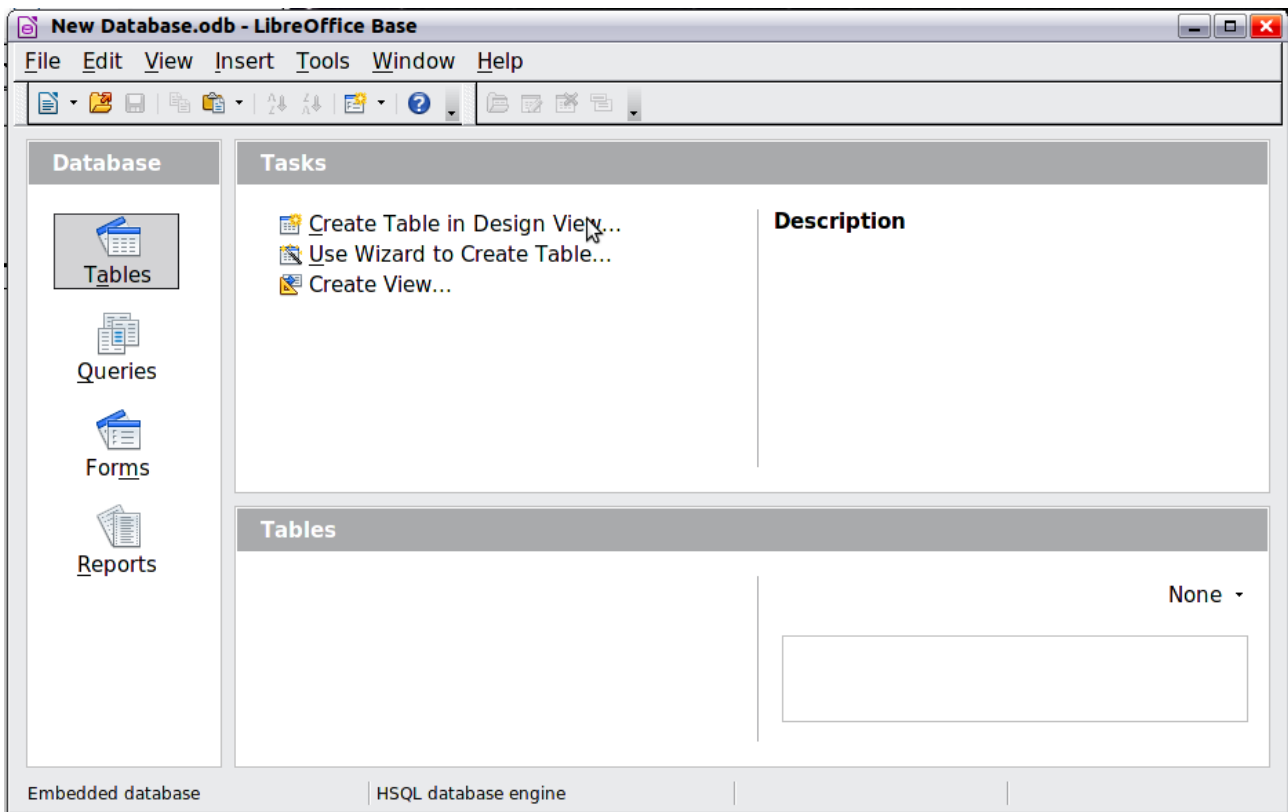 New Database.odb - LibreOffice Base
File Edit View Insert Tools Window Help
Database
Tables
Queries
Forms
Reports
Tasks
Create Table in Design View...
Use Wizard to Create Table...
Create View...
Description
Tables
None
Embedded database
HSQL database engine